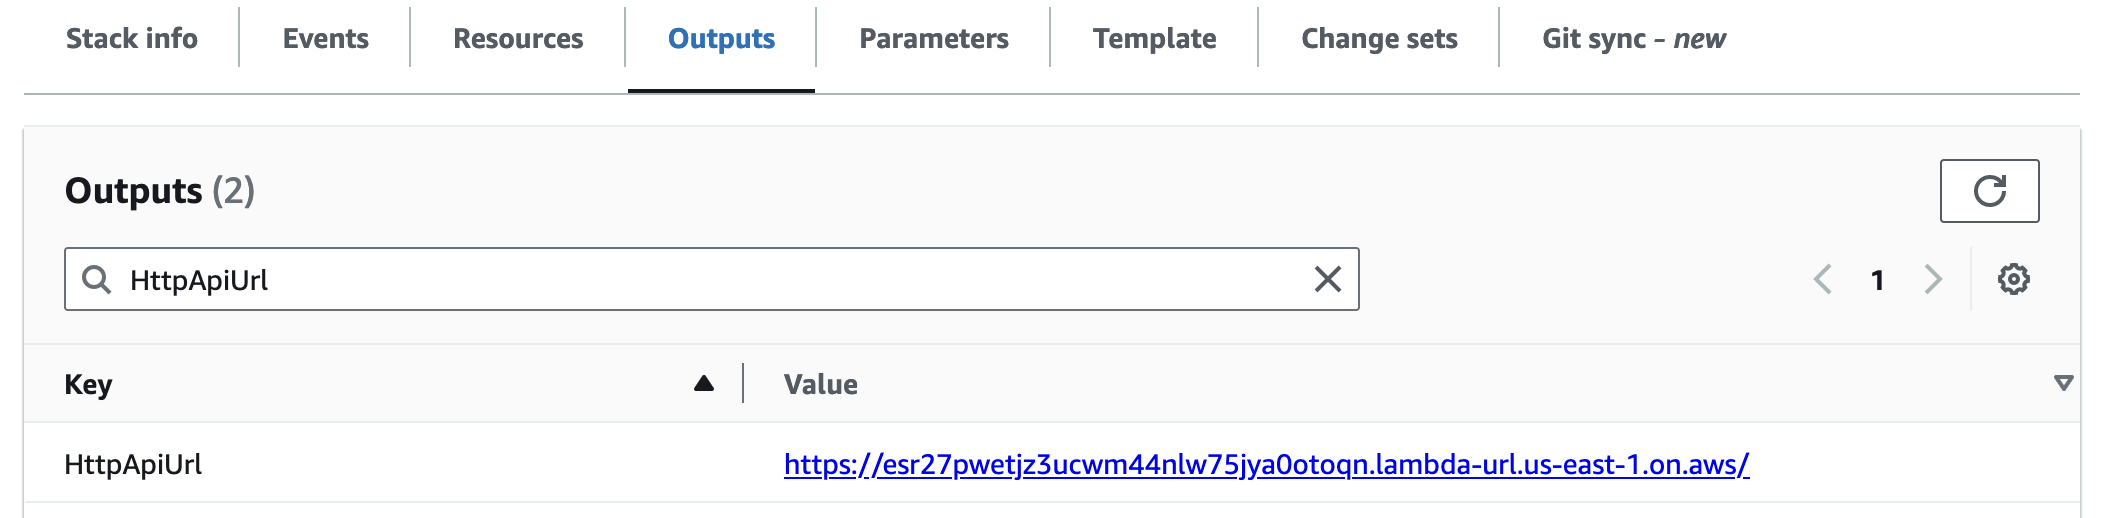 Stack info Events Resources Outputs Parameters Template Change sets Git sync - new
Outputs (2)
HttpApiUrl
1
Key Value
HttpApiUrl https://esr27pwetjz3ucwm44nlw75jya0otoqn.lambda-url.us-east-1.on.aws/